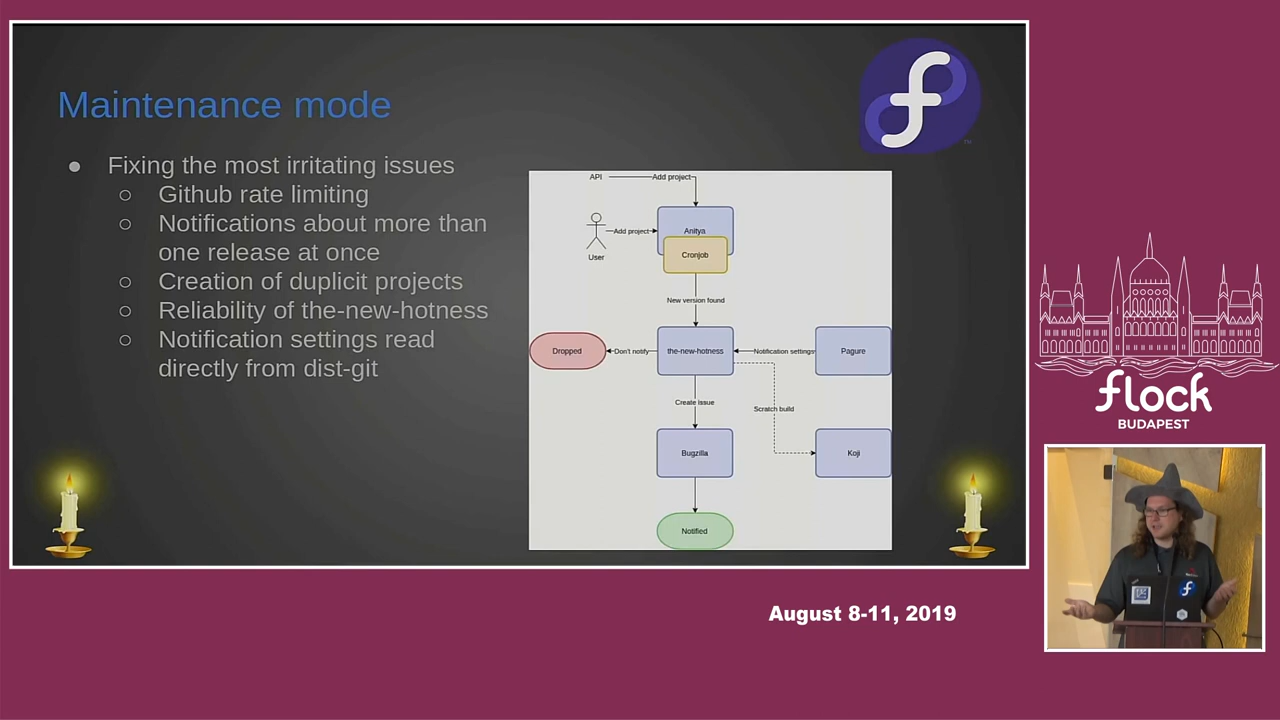 Maintenance mode
● Fixing the most irritating issues
○ Github rate limiting
○ Notifications about more than
one release at once
○ Creation of duplicit projects
○ Reliability of the-new-hotness
○ Notification settings read
directly from dist-git
API
Add project
Anitya
Add project
User
Cronjob
New version found
Dropped
Don't notify
the-new-hotness
Notification settings
Pagure
Create issue
Scratch build
Bugzilla
Koji
Notified
TM
flock
BUDAPEST
August 8-11, 2019